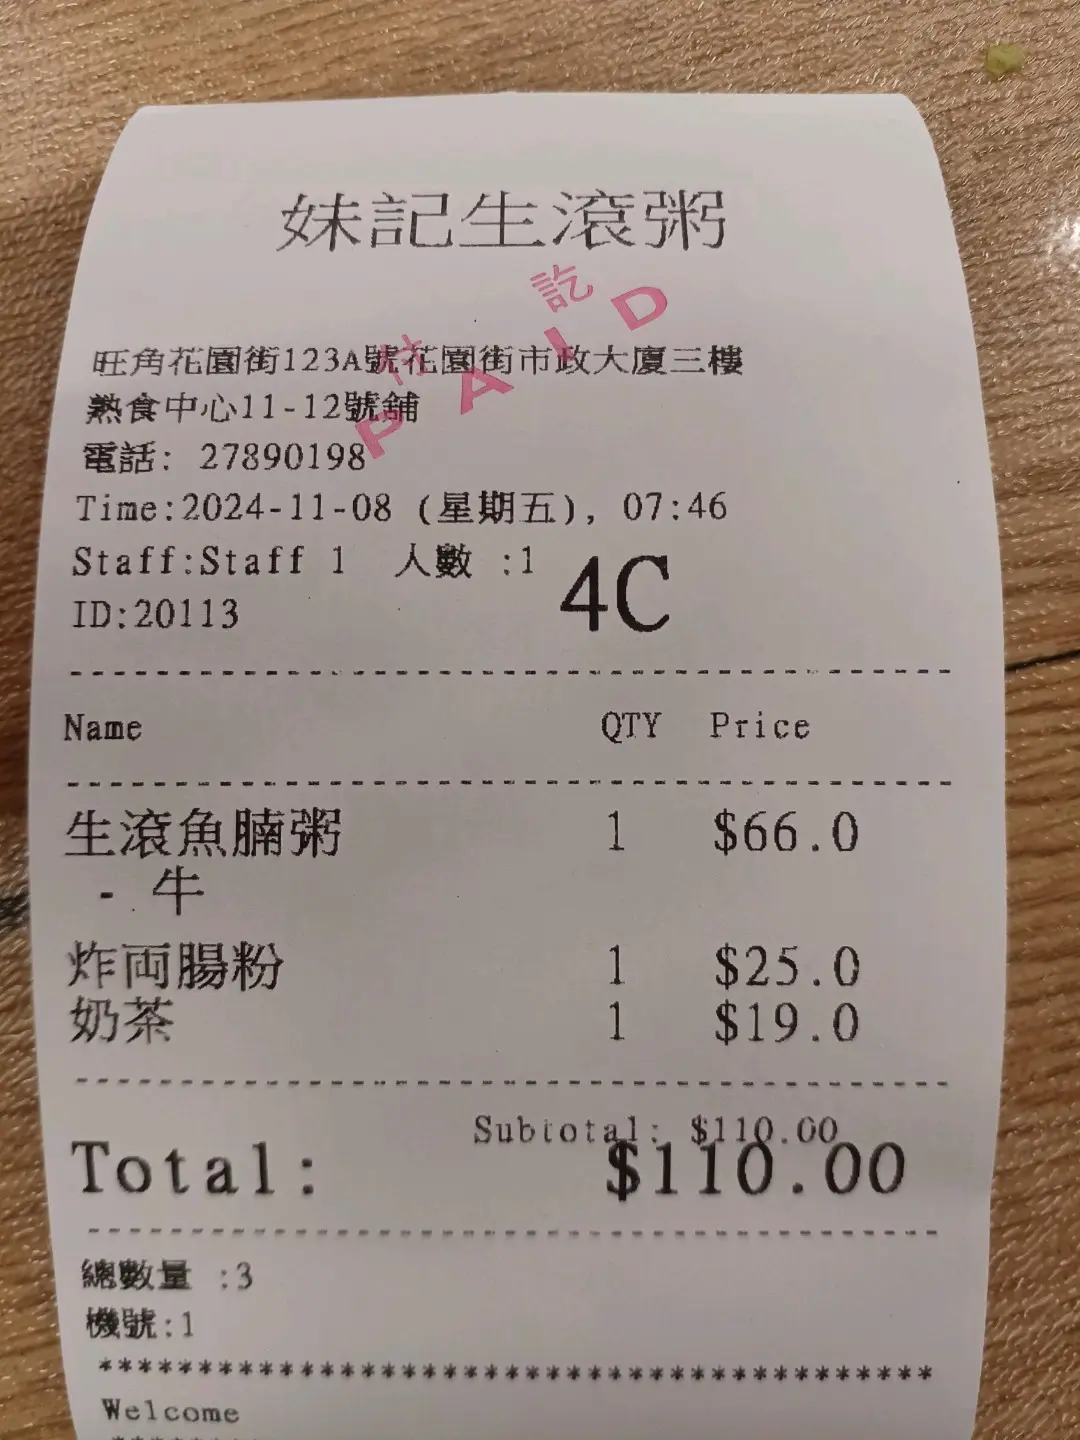 妹記生滾粥
付訖
PAID
旺角花園街123A號花園街市政大廈三樓
熟食中心11-12號舖
電話: 27890198
Time:2024-11-08 (星期五), 07:46
Staff:Staff 1 人數 :1
4C
ID:20113
Name QTY Price
生滾魚腩粥 1 $66.0
- 牛
炸両腸粉 1 $25.0
奶茶 1 $19.0
Subtotal: $110.00
Total: $110.00
總數量 :3
機號:1
*****************************************
Welcome